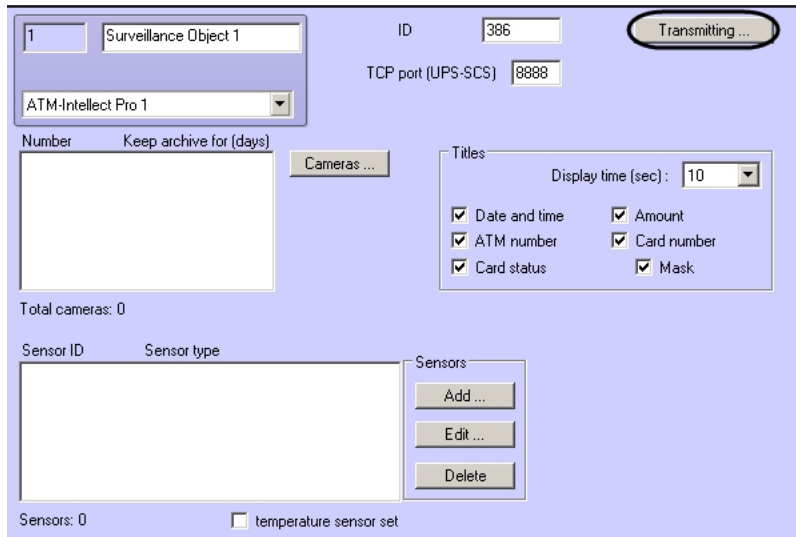 1 Surveillance Object 1 ID 386 Transmitting ...
TCP port (UPS-SCS) 8888
ATM-Intellect Pro 1
Number Keep archive for (days)
Cameras ...
Titles
Display time (sec) : 10
Date and time Amount
ATM number Card number
Card status Mask
Total cameras: 0
Sensor ID Sensor type
Sensors
Add ...
Edit ...
Delete
Sensors: 0 temperature sensor set